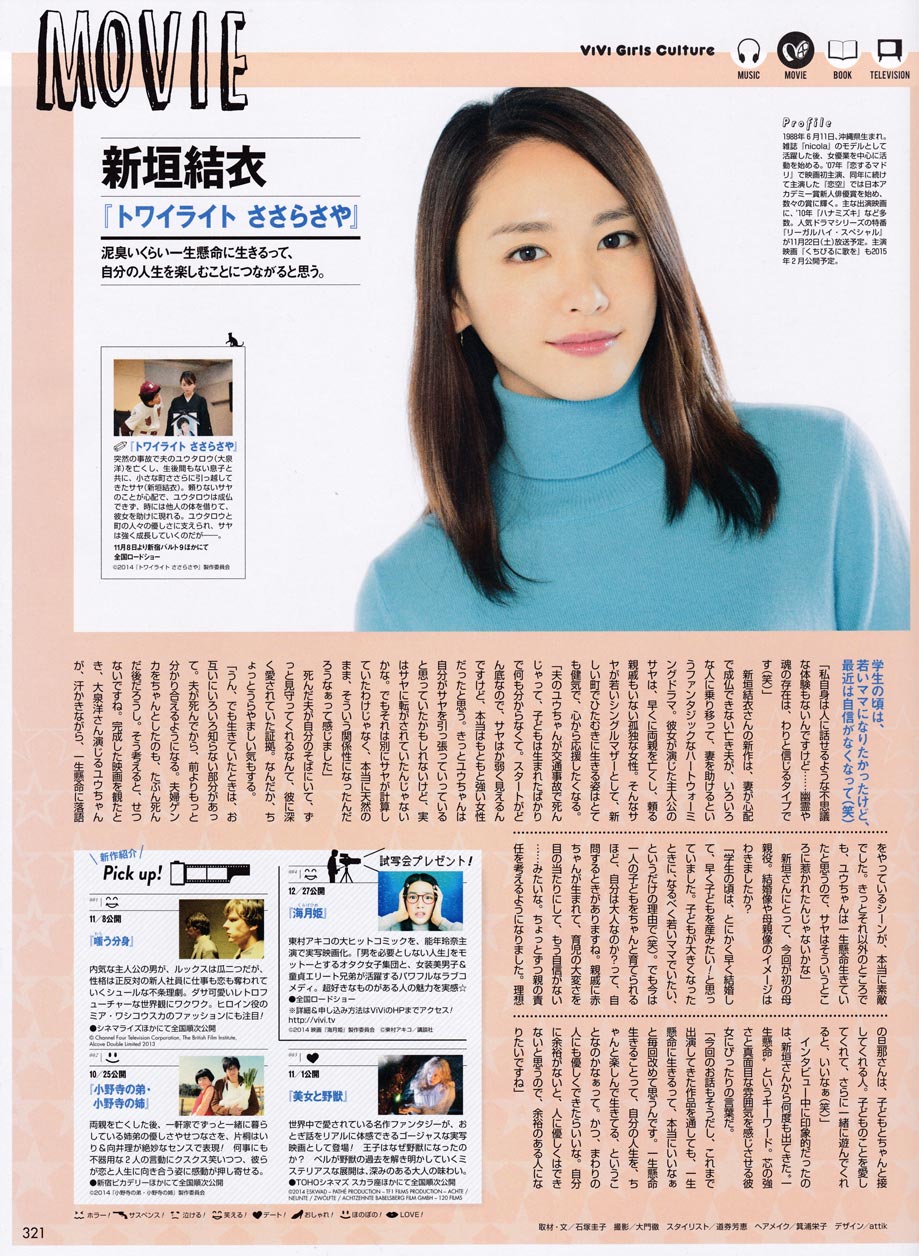 MOVIE
ViVi Girls Culture
MUSIC
MOVIE
BOOK
TELEVISION
新垣結衣
『トワイライト ささらさや』
泥臭いくらい一生懸命に生きるって、
自分の人生を楽しむことにつながると思う。
Profile
1988年6月11日、沖縄県生まれ。
雑誌『nicola』のモデルとして
活躍した後、女優業を中心に活
動を始める。'07年『恋するマド
リ』で映画初主演、同年に続け
て主演した『恋空』では日本ア
カデミー賞新人俳優賞を始め、
数々の賞に輝く。主な出演映画
に、'10年『ハナミズキ』など多
数。人気ドラマシリーズの特番
『リーガルハイ・スペシャル』
が11月22日(土)放送予定。主演
映画『くちびるに歌を』も2015
年2月公開予定。
『トワイライト ささらさや』
突然の事故で夫のユウタロウ(大泉
洋)を亡くし、生後間もない息子と
共に、小さな町ささらに引っ越して
きたサヤ(新垣結衣)。頼りないサヤ
のことが心配で、ユウタロウは成仏
できず、時には他人の体を借りて、
彼女を助けに現れる。ユウタロウと
町の人々の優しさに支えられ、サヤ
は強く成長していくのだが――。
11月8日より新宿バルト9ほかにて
全国ロードショー
©2014『トワイライト ささらさや』製作委員会
学生の頃は、
若いママになりたかったけど、
最近は自信がなくなって(笑)
「私自身は人に話せるような不思議
な体験もないんですけど……幽霊や
魂の存在は、わりと信じるタイプで
す(笑)」
新垣結衣さんの新作は、妻が心配
で成仏できない亡き夫が、いろいろ
な人に乗り移って、妻を助けるとい
うファンタジックなハートウォーミ
ングドラマ。彼女が演じた主人公の
サヤは、早くに両親を亡くし、頼る
親戚もいない孤独な女性。そんなサ
ヤが若いシングルマザーとして、新
しい町でひたむきに生きる姿はとて
も健気で、心から応援したくなる。
「夫のユウちゃんが交通事故で死ん
じゃって、子どもは生まれたばかり
で何も分からなくて。スタートがど
ん底なので、サヤはか弱く見えるん
ですけど、本当はもともと強い女性
だったと思う。きっとユウちゃんは
自分がサヤを引っ張っていっている
と思っていたかもしれないけど、実
はサヤに転がされていたんじゃない
かな。でもそれは別にサヤが計算し
ていたわけじゃなく、本当に天然の
まま、そういう関係性になったんだ
ろうなぁって感じました」
死んだ夫が自分のそばにいて、ず
っと見守ってくれるなんて、彼に深
く愛されていた証拠。なんだか、ち
ょっとうらやましい気もする。
「うん、でも生きていたときは、お
互いにいろいろ知らない部分があっ
て。夫が死んでから、前よりもっと
分かり合えるようになる。夫婦ゲン
カをちゃんとしたのも、たぶん死ん
だ後だろうし。そう考えると、せつ
ないですね。完成した映画を観たと
き、大泉洋さん演じるユウちゃん
が、汗かきながら、一生懸命に落語
をやっているシーンが、本当に素敵
でした。きっとそれ以外のところで
も、ユウちゃんは一生懸命生きてい
たと思うので、サヤはそういうとこ
ろに惹かれたんじゃないかな」
新垣さんにとって、今回が初の母
親役。結婚像や母親像のイメージは
わきましたか?
「学生の頃は、とにかく早く結婚し
て、早く子どもを産みたい!と思っ
ていました。子どもが大きくなった
ときに、なるべく若いママでいたい、
というだけの理由で(笑)。でも今は
一人の子どもをちゃんと育てられる
ほど、自分は大人なのか?って、自
問するときがありますね。親戚に赤
ちゃんが生まれて、育児の大変さを
目の当たりにして、もう自信がない
……みたいな。ちょっとずつ親の責
任を考えるようになりました。理想
の旦那さんは、子どもとちゃんと接
してくれる人。子どものことを愛し
てくれて、さらに一緒に遊んでくれ
ると、いいなぁ(笑)」
インタビュー中に印象的だったの
は、新垣さんから何度も出てきた“一
生懸命”というキーワード。芯の強
さと真面目な雰囲気を感じさせる彼
女にぴったりの言葉だ。
「今回のお話もそうだし、これまで
出演してきた作品を通しても、一生
懸命に生きるって、本当にいいなぁ
と毎回改めて思うんです。一生懸命
生きることって、自分の人生を、ち
ゃんと楽しんで生きてる、というこ
となのかなぁって。かつ、まわりの
人にも優しくできたらいいな。自分
に余裕がないと、人に優しくはでき
ないと思うので、余裕のある人にな
りたいですね」
新作紹介
Pick up!
試写会プレゼント!
11/8公開
『嗤う分身』
内気な主人公の男が、ルックスは瓜二つだが、
性格は正反対の新人社員に仕事も恋も奪われて
いくシュールな不条理劇。ダサ可愛いレトロフ
ューチャーな世界観にワクワク。ヒロイン役の
ミア・ワシコウスカのファッションにも注目!
●シネマライズほかにて全国順次公開
© Channel Four Television Corporation, The British Film Institute,
Alcove Double Limited 2013
12/27公開
『海月姫』
東村アキコの大ヒットコミックを、能年玲奈主
演で実写映画化。「男を必要としない人生」をモ
ットーとするオタク女子集団と、女装美男子&
童貞エリート兄弟が活躍するパワフルなラブコ
メディ。超好きなものがある人の魅力を実感☆
●全国ロードショー
※詳細&申し込み方法はViVi HPまでアクセス!
http://vivi.tv
©2014 映画『海月姫』製作委員会 ©東村アキコ/講談社
10/25公開
『小野寺の弟・
小野寺の姉』
両親を亡くした後、一軒家でずっと一緒に暮ら
している姉弟の優しさやせつなさを、片桐はい
りら向井理が絶妙なセンスで表現! 何事にも
不器用な2人の言動にクスクス笑いつつ、彼ら
が恋と人生に向き合う姿に感動が押し寄せる。
●新宿ピカデリーほかにて全国順次公開
©2014『小野寺の弟・小野寺の姉』製作委員会
11/1公開
『美女と野獣』
世界中で愛されている名作ファンタジーが、お
とぎ話をリアルに体感できるゴージャスな実写
映画として登場! 王子はなぜ野獣になったの
か? ベルが野獣の過去を解き明かしていくミ
ステリアスな展開は、深みのある大人の味わい。
●TOHOシネマズ スカラ座ほかにて全国公開
© 2014 ESKWAD – PATHÉ PRODUCTION – TF1 FILMS PRODUCTION – ACHTE /
NEUNTE / ZWÖLFTE / ACHTZEHNTE BABELSBERG FILM GMBH – 120 FILMS
ホラー! サスペンス! 泣ける! 笑える! デート! おしゃれ! ほのぼの! LOVE!
取材・文/石塚圭子 撮影/大門徹 スタイリスト/道券芳恵 ヘアメイク/箕浦栄子 デザイン/attik
321